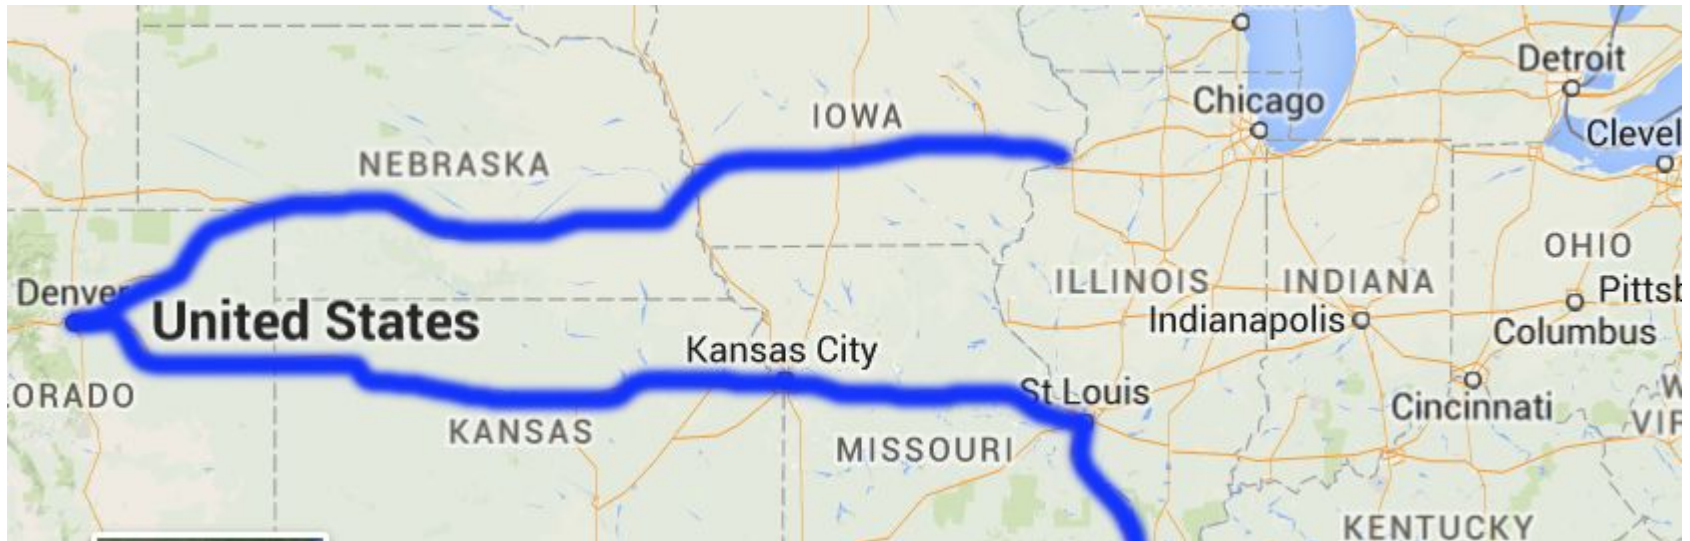 Detroit
Chicago
IOWA
Clevel
NEBRASKA
OHIO
ILLINOIS
INDIANA
Denver
Pittsb
United States
Indianapolis
Columbus
Kansas City
St Louis
ORADO
W
Cincinnati
VIR
KANSAS
MISSOURI
KENTUCKY